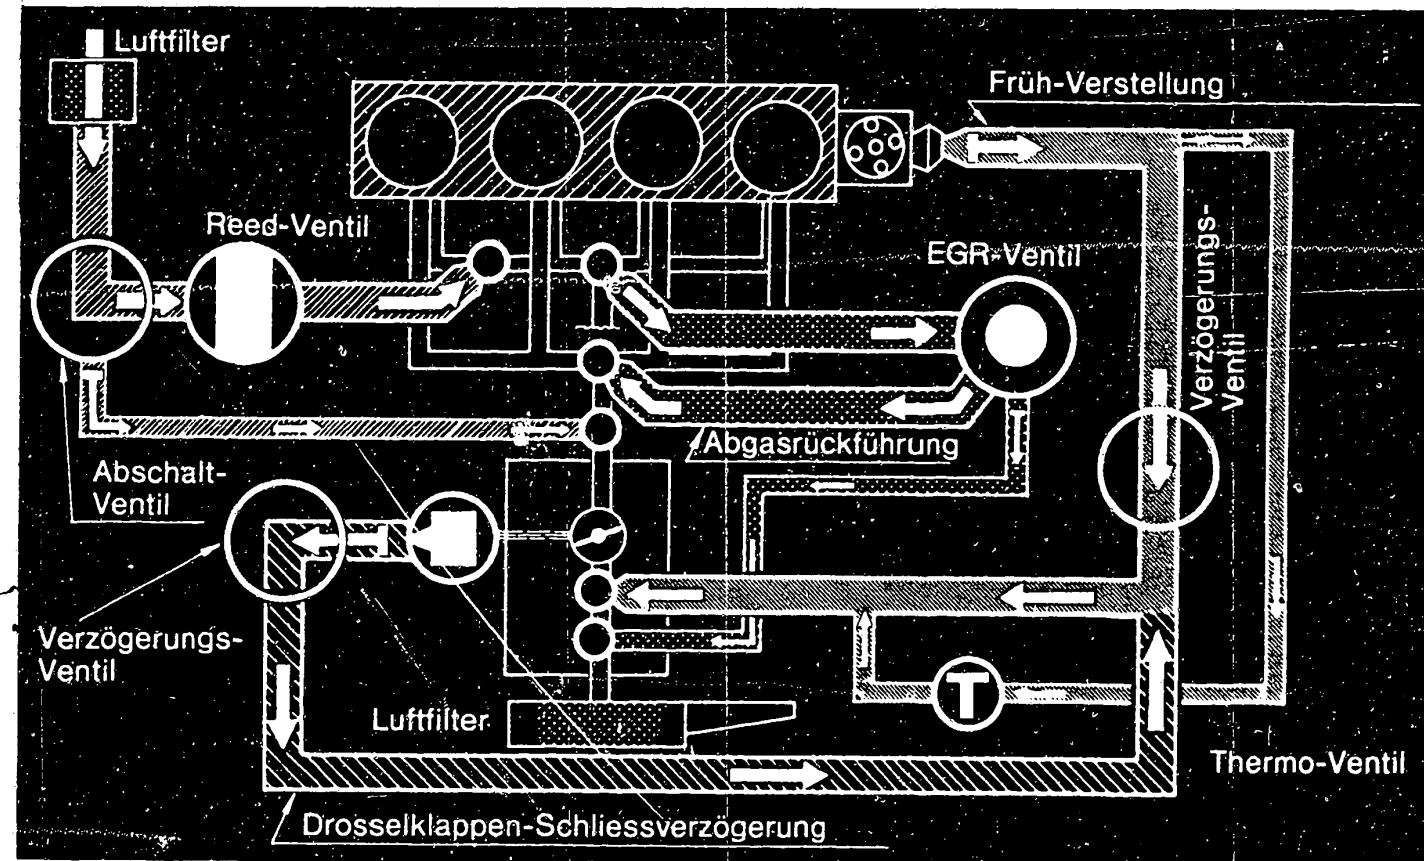 Luftfilter
Früh-Verstellung
Reed-Ventil
EGR-Ventil
Verzögerungs-
Ventil
Abgasrückführung
Abschalt-
Ventil
Verzögerungs-
Ventil
T
Luftfilter
Thermo-Ventil
Drosselklappen-Schliessverzögerung